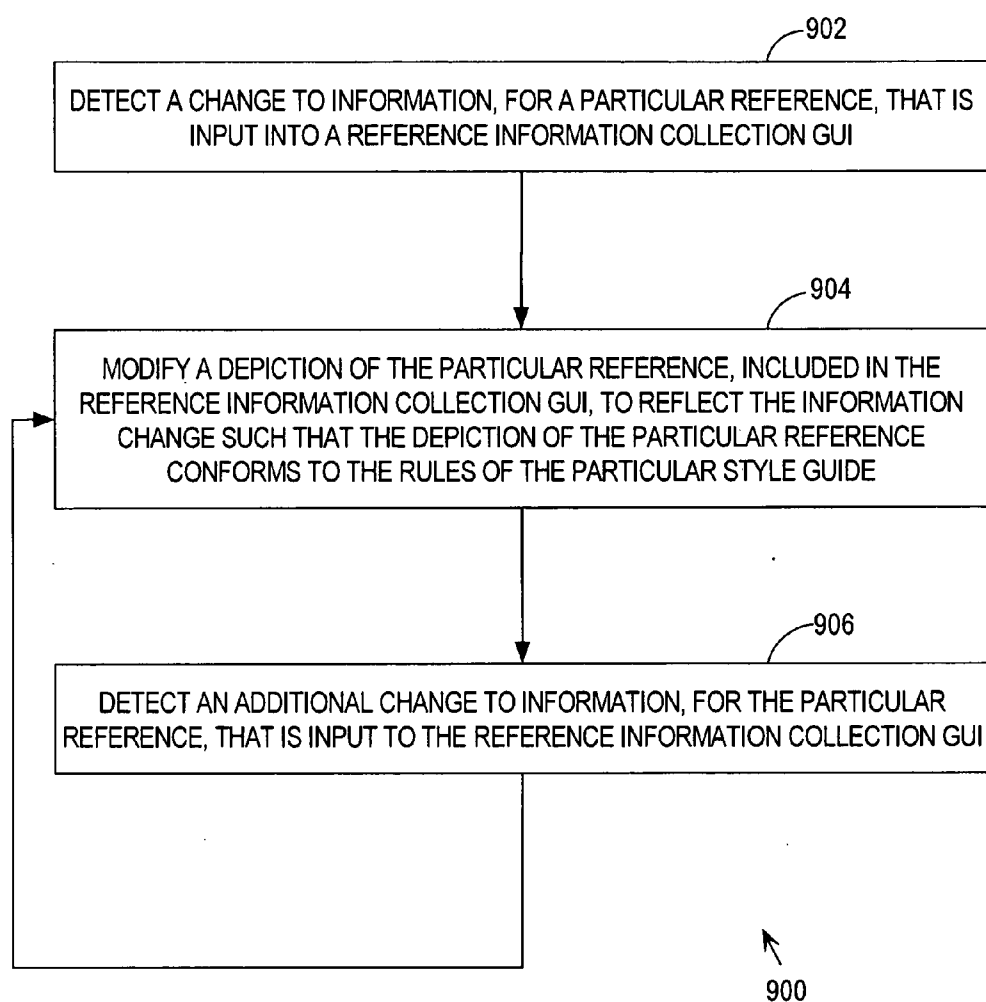 902
DETECT A CHANGE TO INFORMATION, FOR A PARTICULAR REFERENCE, THAT IS
INPUT INTO A REFERENCE INFORMATION COLLECTION GUI
904
MODIFY A DEPICTION OF THE PARTICULAR REFERENCE, INCLUDED IN THE
REFERENCE INFORMATION COLLECTION GUI, TO REFLECT THE INFORMATION
CHANGE SUCH THAT THE DEPICTION OF THE PARTICULAR REFERENCE
CONFORMS TO THE RULES OF THE PARTICULAR STYLE GUIDE
906
DETECT AN ADDITIONAL CHANGE TO INFORMATION, FOR THE PARTICULAR
REFERENCE, THAT IS INPUT TO THE REFERENCE INFORMATION COLLECTION GUI
900